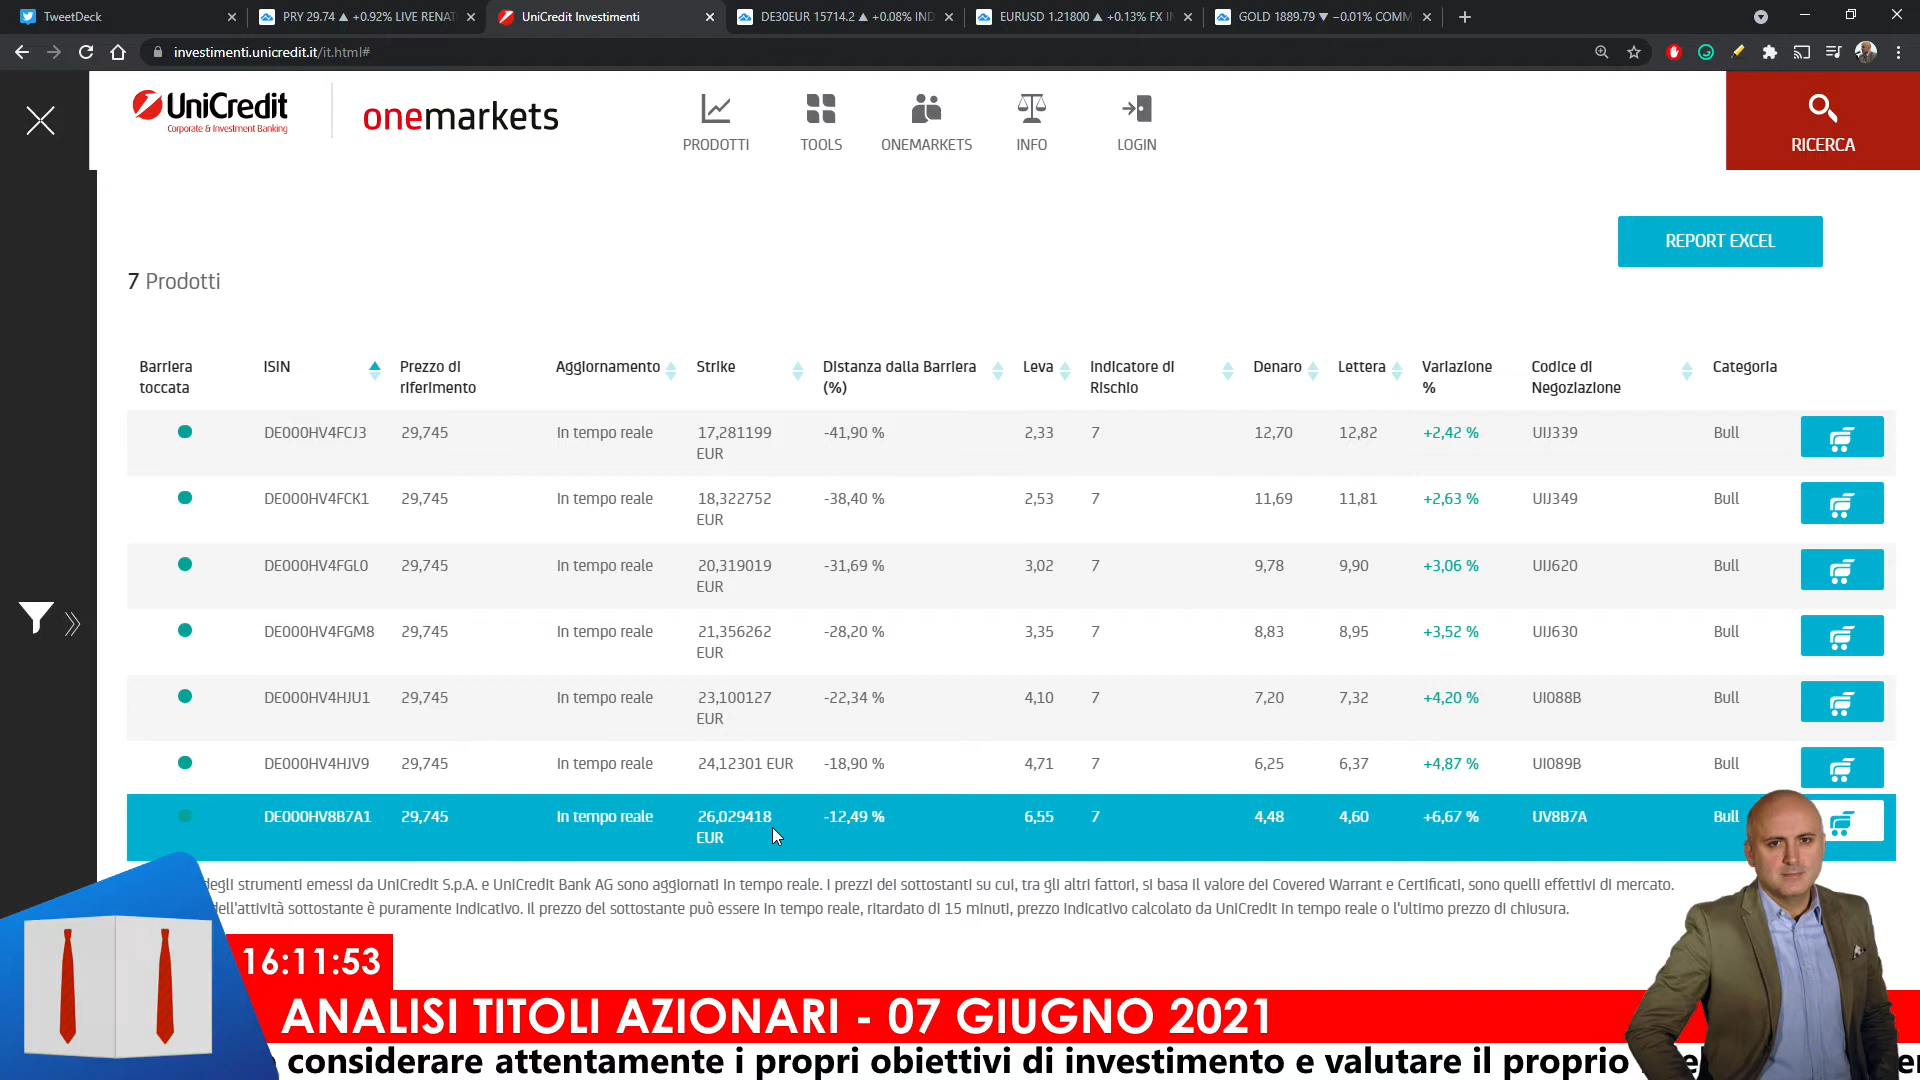 TweetDeck
PRY 29.74 ▲ +0.92% LIVE RENAT
UniCredit Investimenti
DE30EUR 15714.2 ▲ +0.08% IND
EURUSD 1.21800 ▲ +0.13% FX I
GOLD 1889.79 ▼ −0.01% COMM
investimenti.unicredit.it/it.html#
UniCredit
Corporate & Investment Banking
onemarkets
PRODOTTI
TOOLS
ONEMARKETS
INFO
LOGIN
RICERCA
REPORT EXCEL
7 Prodotti
Barriera toccata ISIN Prezzo di riferimento Aggiornamento Strike Distanza dalla Barriera (%) Leva Indicatore di Rischio Denaro Lettera Variazione % Codice di Negoziazione Categoria
DE000HV4FCJ3 29,745 In tempo reale 17,281199 EUR -41,90 % 2,33 7 12,70 12,82 +2,42 % UIJ339 Bull
DE000HV4FCK1 29,745 In tempo reale 18,322752 EUR -38,40 % 2,53 7 11,69 11,81 +2,63 % UIJ349 Bull
DE000HV4FGL0 29,745 In tempo reale 20,319019 EUR -31,69 % 3,02 7 9,78 9,90 +3,06 % UIJ620 Bull
DE000HV4FGM8 29,745 In tempo reale 21,356262 EUR -28,20 % 3,35 7 8,83 8,95 +3,52 % UIJ630 Bull
DE000HV4HJU1 29,745 In tempo reale 23,100127 EUR -22,34 % 4,10 7 7,20 7,32 +4,20 % UI088B Bull
DE000HV4HJV9 29,745 In tempo reale 24,12301 EUR -18,90 % 4,71 7 6,25 6,37 +4,87 % UI089B Bull
DE000HV8B7A1 29,745 In tempo reale 26,029418 EUR -12,49 % 6,55 7 4,48 4,60 +6,67 % UV8B7A Bull
degli strumenti emessi da UniCredit S.p.A. e UniCredit Bank AG sono aggiornati in tempo reale. I prezzi dei sottostanti su cui, tra gli altri fattori, si basa il valore dei Covered Warrant e Certificati, sono quelli effettivi di mercato.
dell'attività sottostante è puramente indicativo. Il prezzo del sottostante può essere in tempo reale, ritardato di 15 minuti, prezzo indicativo calcolato da UniCredit in tempo reale o l'ultimo prezzo di chiusura.
16:11:53
ANALISI TITOLI AZIONARI - 07 GIUGNO 2021
considerare attentamente i propri obiettivi di investimento e valutare il proprio